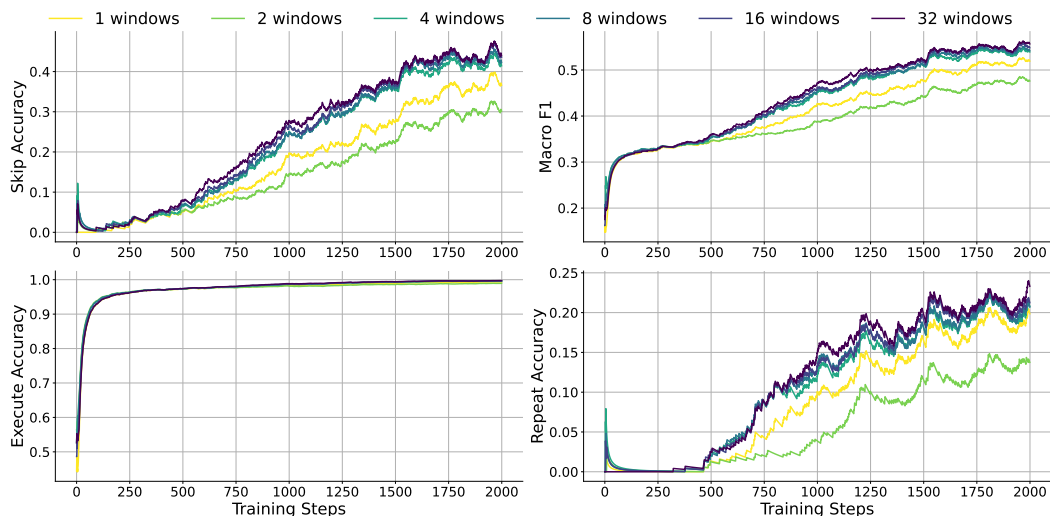 1 windows 2 windows 4 windows 8 windows 16 windows 32 windows
Skip Accuracy
0.4
0.3
0.2
0.1
0.0
0 250 500 750 1000 1250 1500 1750 2000
Macro F1
0.5
0.4
0.3
0.2
0 250 500 750 1000 1250 1500 1750 2000
Execute Accuracy
1.0
0.9
0.8
0.7
0.6
0.5
0 250 500 750 1000 1250 1500 1750 2000
Training Steps
Repeat Accuracy
0.25
0.20
0.15
0.10
0.05
0.00
0 250 500 750 1000 1250 1500 1750 2000
Training Steps